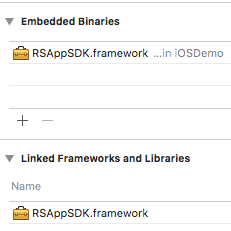 Embedded Binaries
RSAppSDK.framework ...in iOSDemo
Linked Frameworks and Libraries
Name
RSAppSDK.framework